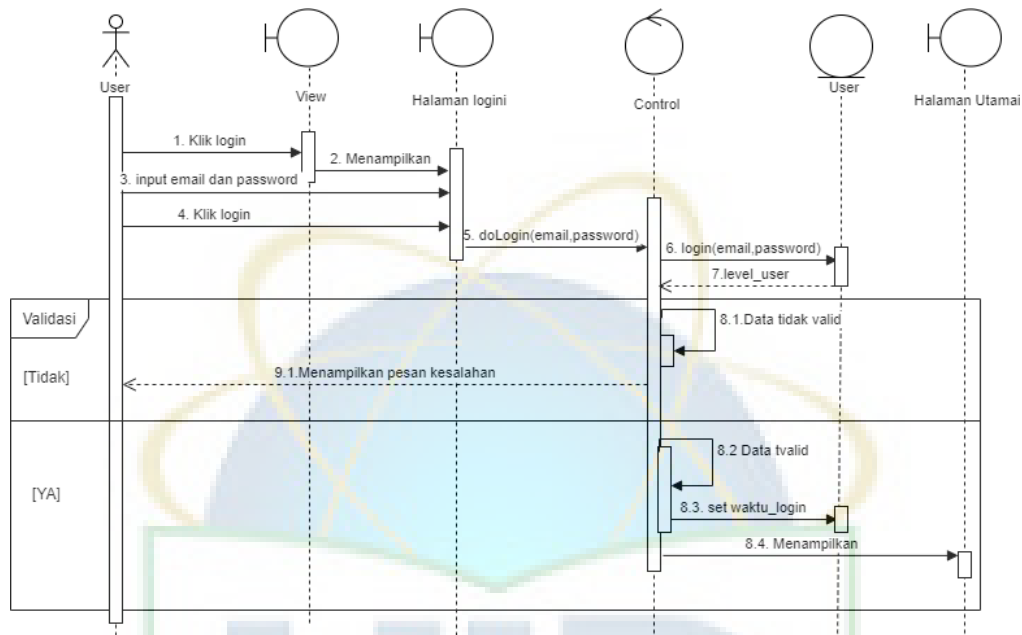 User
View
Halaman logini
Control
User
Halaman Utamai
1. Klik login
2. Menampilkan
3. input email dan password
4. Klik login
5. doLogin(email,password)
6. login(email,password)
7.level_user
Validasi
8.1.Data tidak valid
[Tidak]
9.1.Menampilkan pesan kesalahan
8.2 Data tvalid
[YA]
8.3. set waktu_login
8.4. Menampilkan